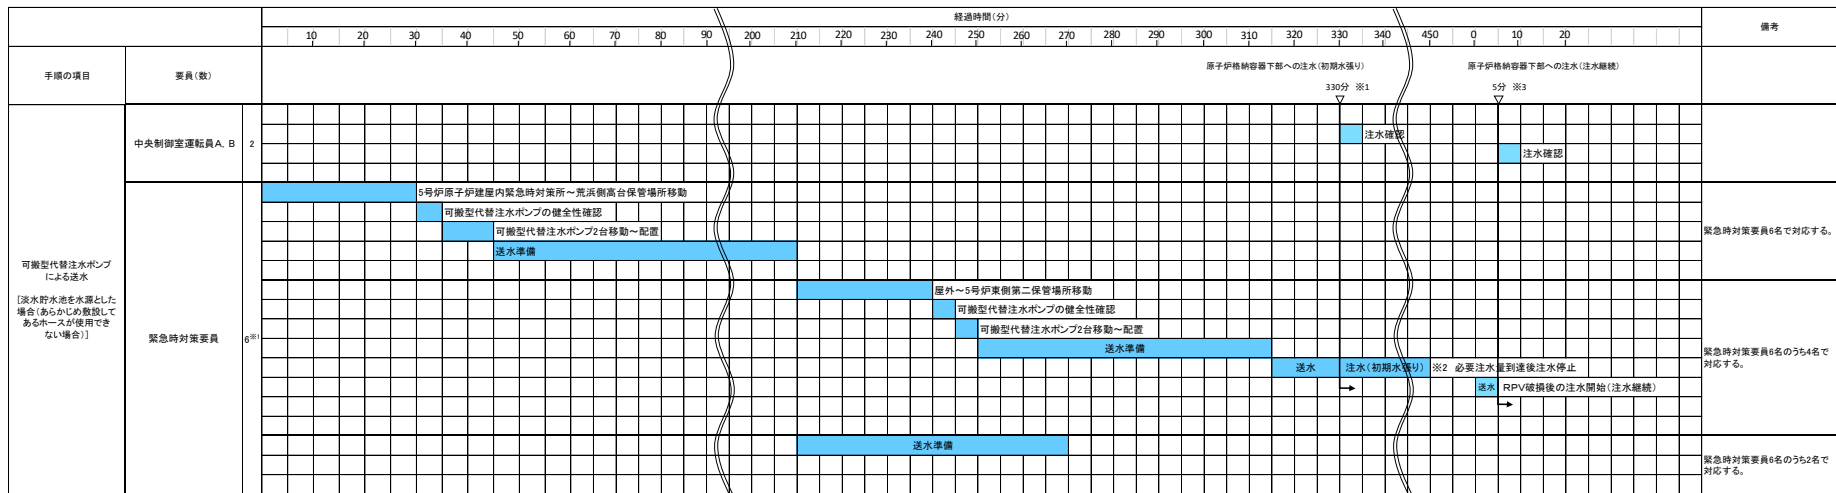 経過時間(分)
備考
10 20 30 40 50 60 70 80 90 200 210 220 230 240 250 260 270 280 290 300 310 320 330 340 450 0 10 20
手順の項目
要員(数)
原子炉格納容器下部への注水(初期水張り)
原子炉格納容器下部への注水(注水継続)
330分 ※1
5分 ※3
中央制御室運転員A, B
2
注水確認
注水確認
可搬型代替注水ポンプ
による送水
[淡水貯水池を水源とした
場合(あらかじめ敷設して
あるホースが使用でき
ない場合)]
緊急時対策要員
6※1
5号炉原子炉建屋内緊急時対策所~荒浜側高台保管場所移動
可搬型代替注水ポンプの健全性確認
可搬型代替注水ポンプ2台移動~配置
緊急時対策要員6名で対応する。
送水準備
屋外~5号炉東側第二保管場所移動
可搬型代替注水ポンプの健全性確認
可搬型代替注水ポンプ2台移動~配置
送水準備
緊急時対策要員6名のうち4名で
対応する。
送水
注水(初期水張り)
※2 必要注水量到達後注水停止
送水
RPV破損後の注水開始(注水継続)
送水準備
緊急時対策要員6名のうち2名で
対応する。